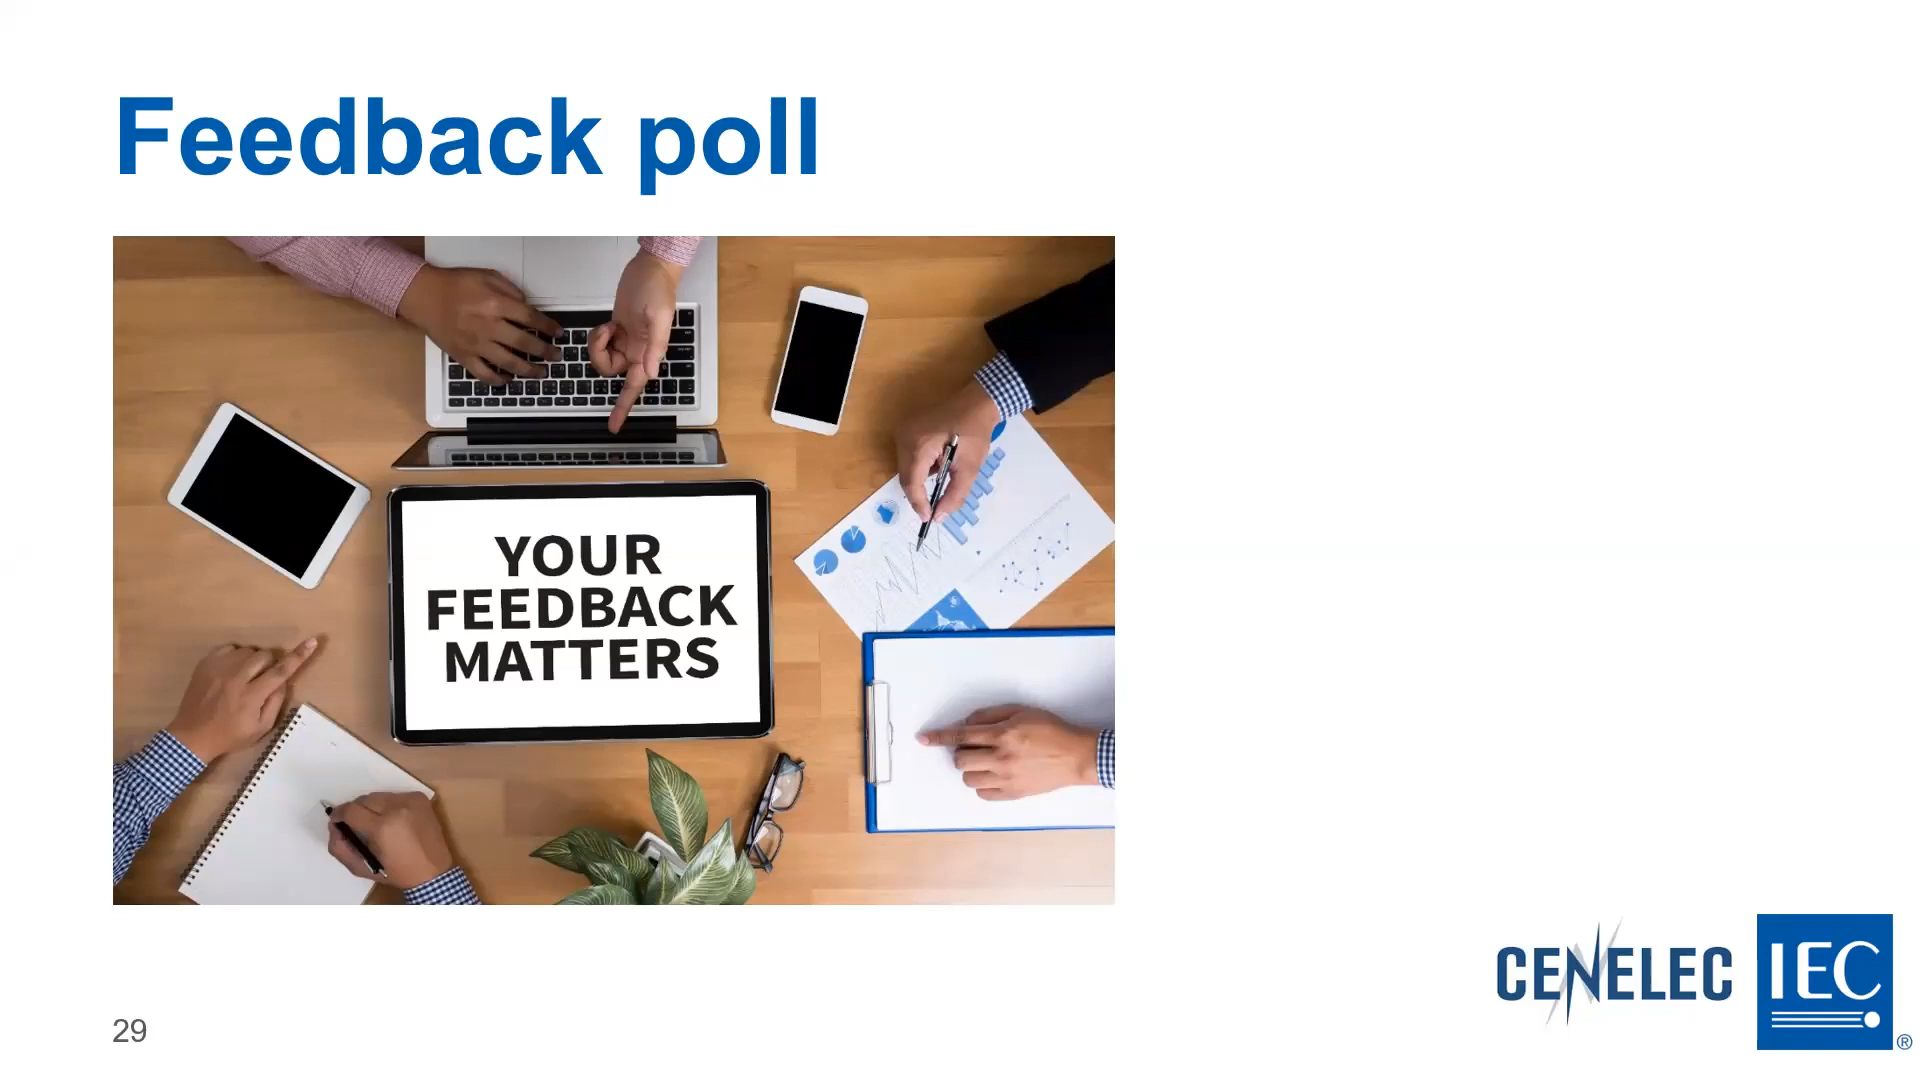 Feedback poll
YOUR
FEEDBACK
MATTERS
CENELEC
IEC
®
29